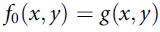 f₀(x, y) = g(x, y)